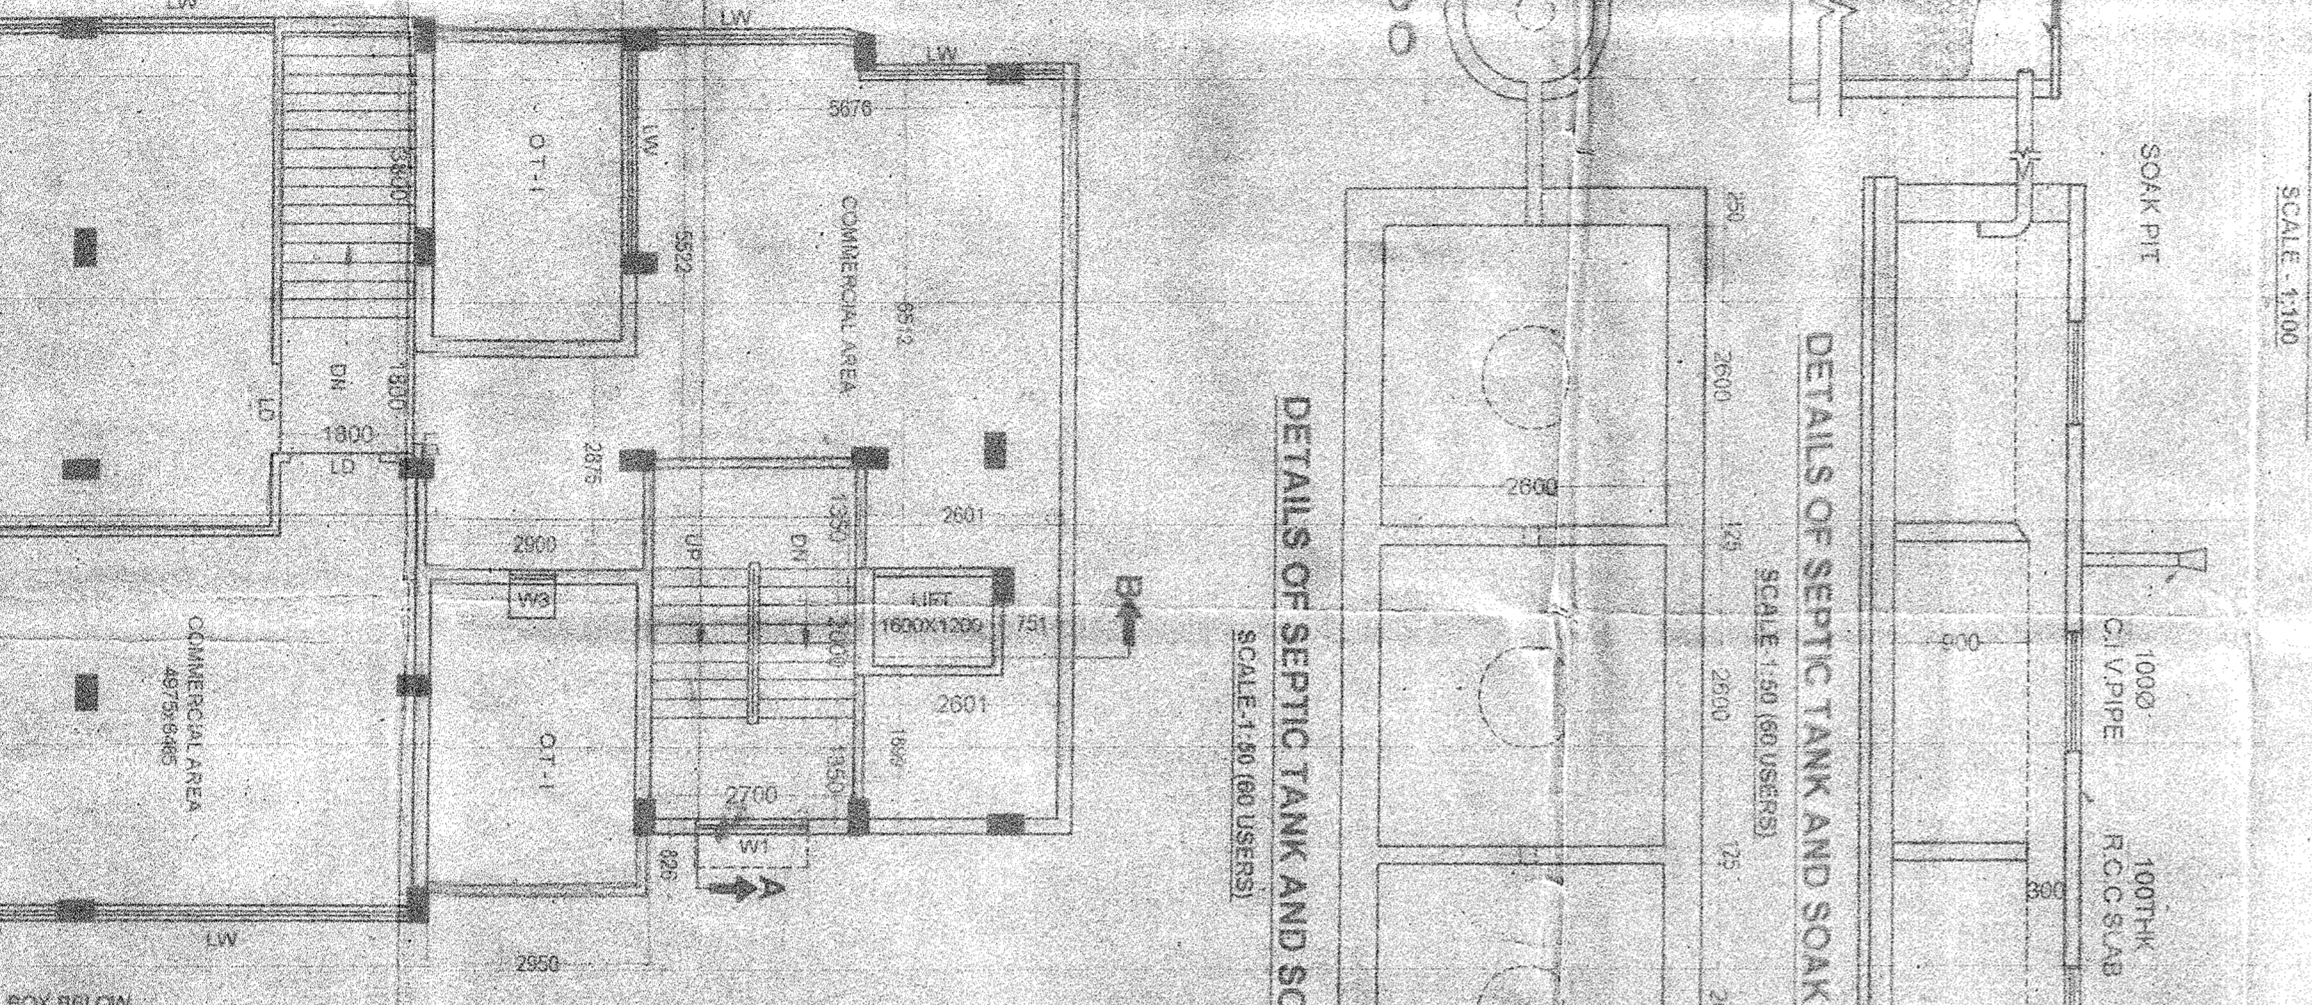 LW
LW
LW
LW
5676
OT-I
3800
5522
COMMERCIAL AREA
6512
DN
1800
LD
1800
LD
2875
1350
2601
2900
UP
DN
W3
LIFT
1600X1200
751
B
2601
COMMERCIAL AREA
OT-I
1350
2700
W1
826
A
LW
2950
BOX BELOW
250
2600
2600
125
2600
125
DETAILS OF SEPTIC TANK AND SO
SCALE-1:50 (60 USERS)
DETAILS OF SEPTIC TANK AND SOAK
SCALE 1:50 (60 USERS)
SOAK PIT
SCALE - 1:100
900
C.I V.PIPE
300
100THK
R.C.C SLAB